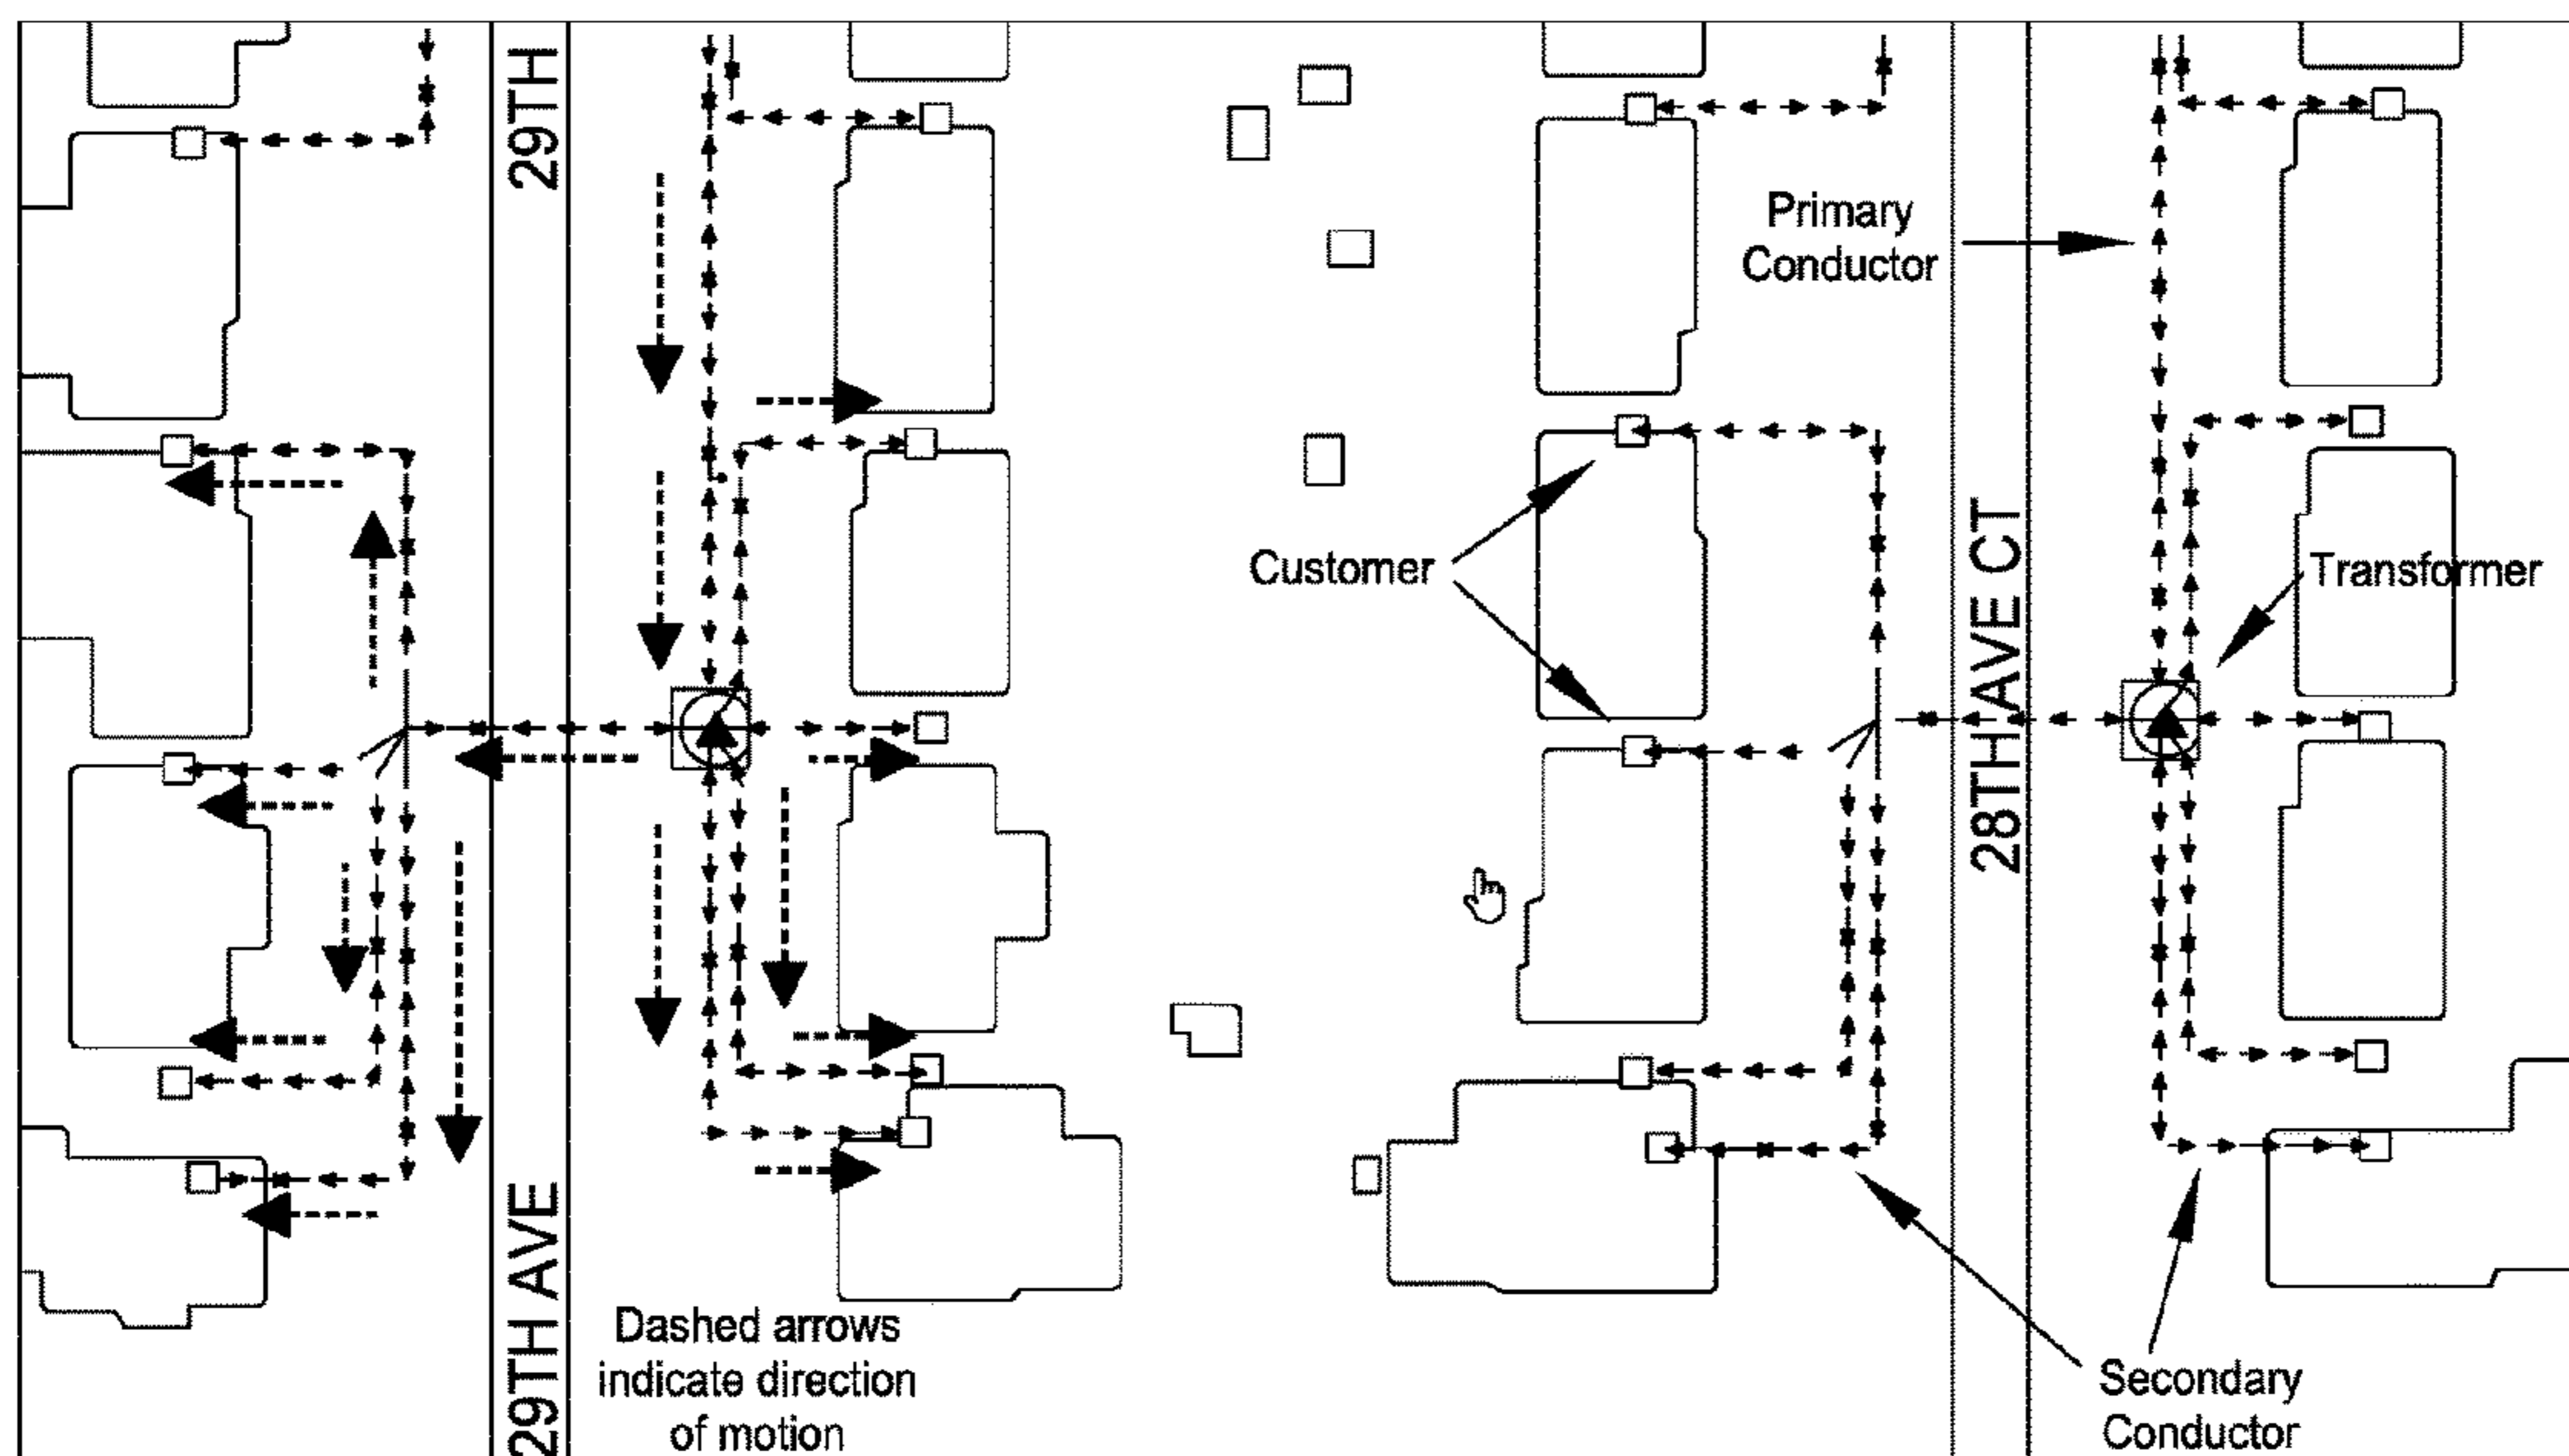 29TH
Primary
Conductor
Customer
28TH AVE CT
Transformer
29TH AVE
Dashed arrows
indicate direction
of motion
Secondary
Conductor